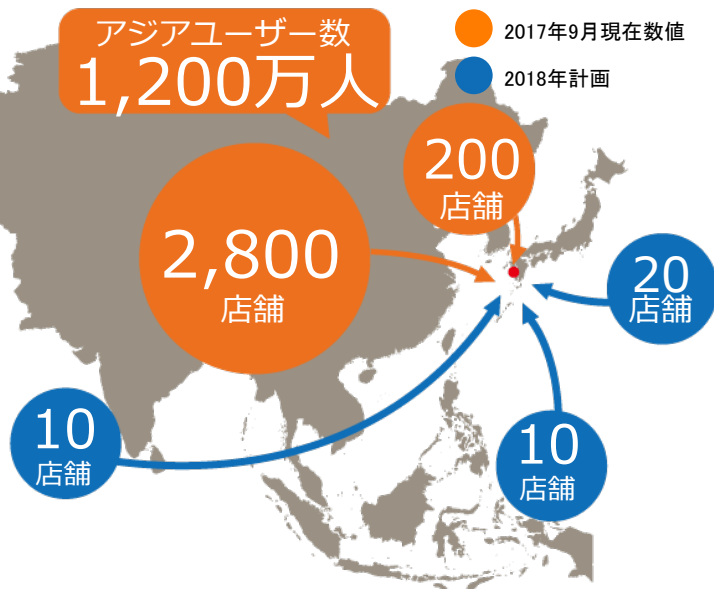 アジアユーザー数
1,200万人
2017年9月現在数値
2018年計画
200
店舗
2,800
店舗
20
店舗
10
店舗
10
店舗